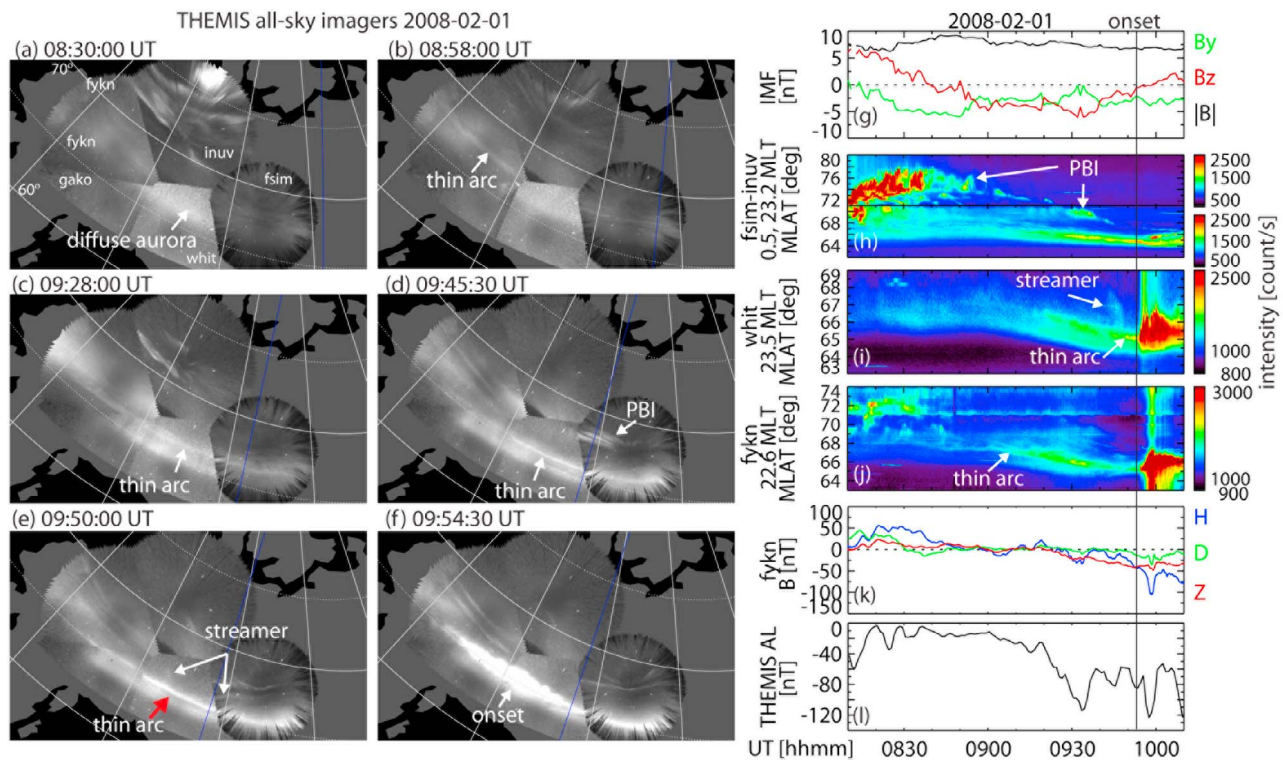 THEMIS all-sky imagers 2008-02-01
(a) 08:30:00 UT
70°
fykn
fykn
gako
60°
inuv
fsim
diffuse aurora
whit
(b) 08:58:00 UT
thin arc
(c) 09:28:00 UT
thin arc
(d) 09:45:30 UT
PBI
thin arc
(e) 09:50:00 UT
streamer
thin arc
(f) 09:54:30 UT
onset
2008-02-01 onset
IMF
[nT]
10
5
0
-5
-10
(g)
By
Bz
|B|
fsim-inuv
0.5, 23.2 MLT
MLAT [deg]
80
76
72
71
68
64
PBI
(h)
2500
1000
500
2500
1500
1000
500
whit
23.5 MLT
MLAT [deg]
69
68
67
66
65
64
63
streamer
thin arc
(i)
2500
1000
800
intensity [count/s]
fykn
22.6 MLT
MLAT [deg]
74
72
70
68
66
64
thin arc
(j)
3000
1000
900
fykn
B [nT]
100
50
0
-50
-100
-150
(k)
H
D
Z
THEMIS AL
[nT]
0
-40
-80
-120
(l)
UT [hhmm] 0830 0900 0930 1000